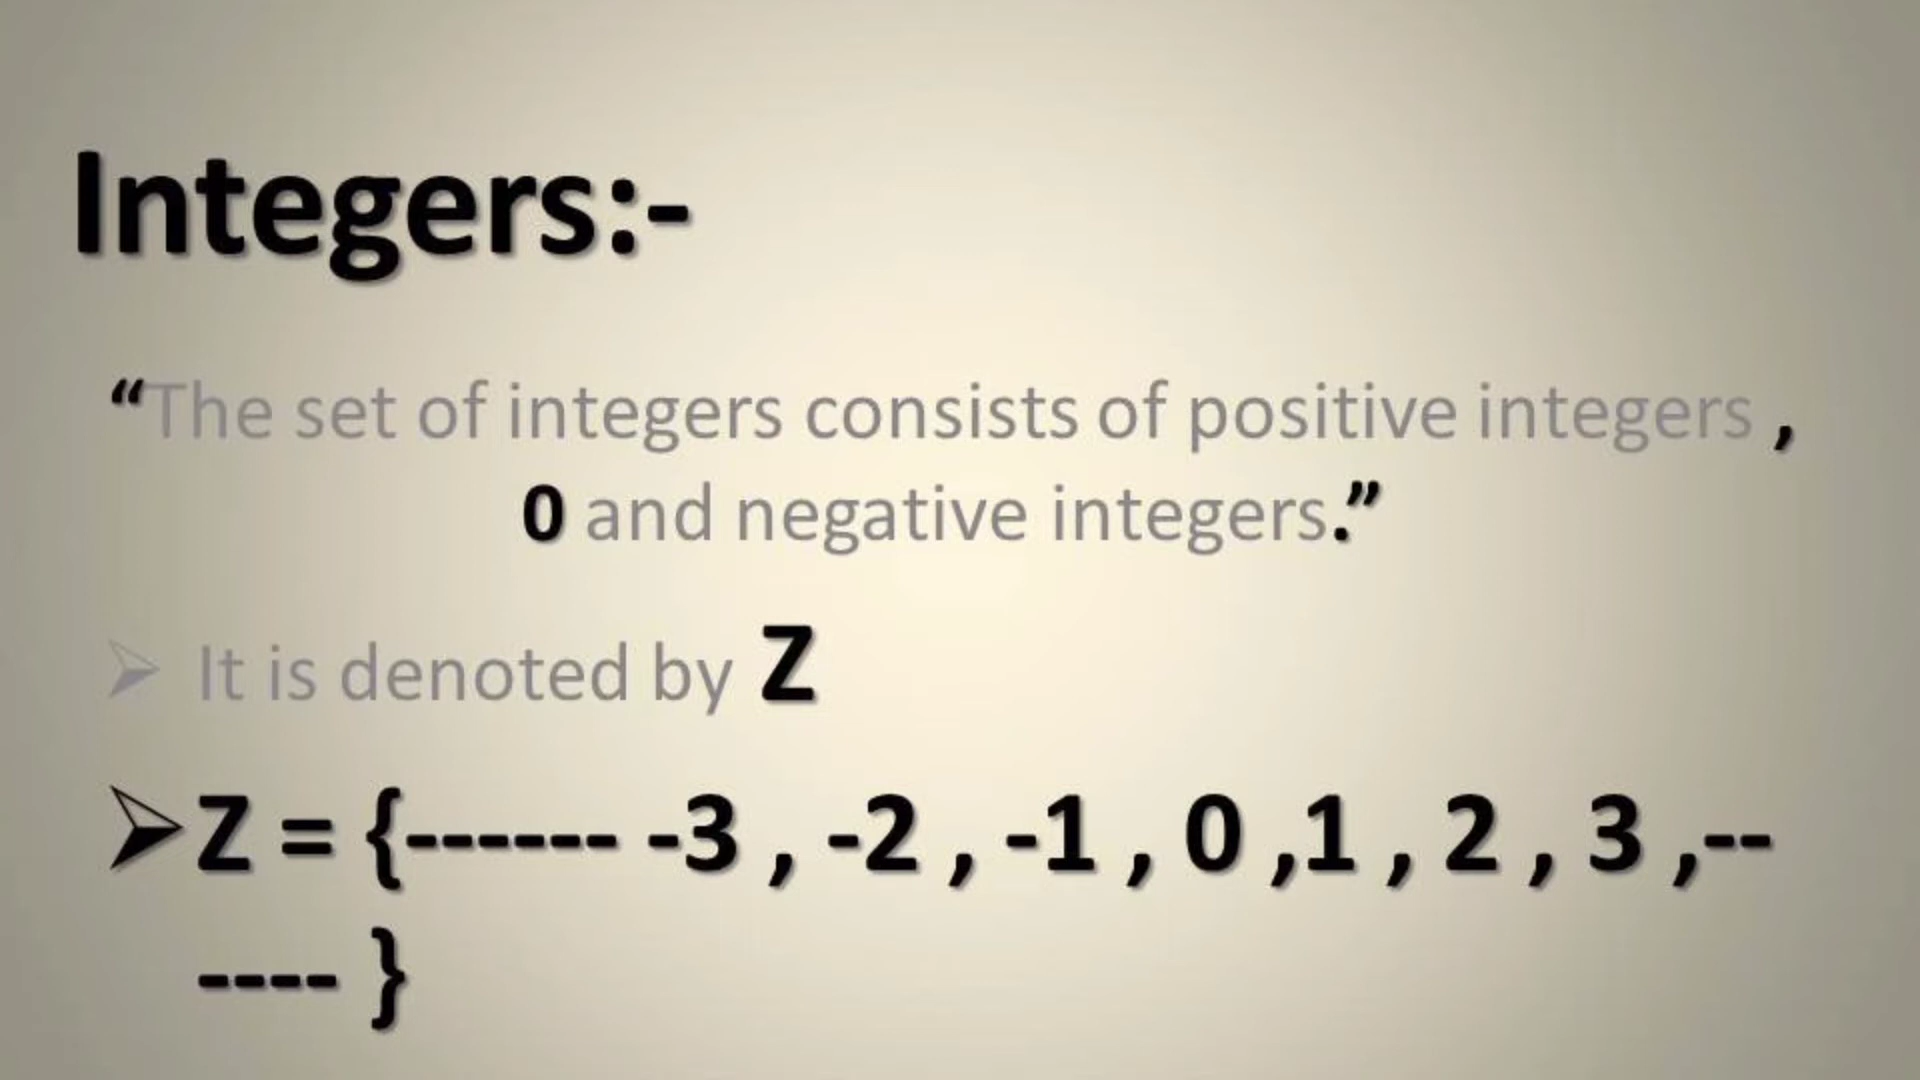 Integers:-
“The set of integers consists of positive integers ,
0 and negative integers.”
➢ It is denoted by Z
➢ Z = {------ -3 , -2 , -1 , 0 ,1 , 2 , 3 ,--
---- }